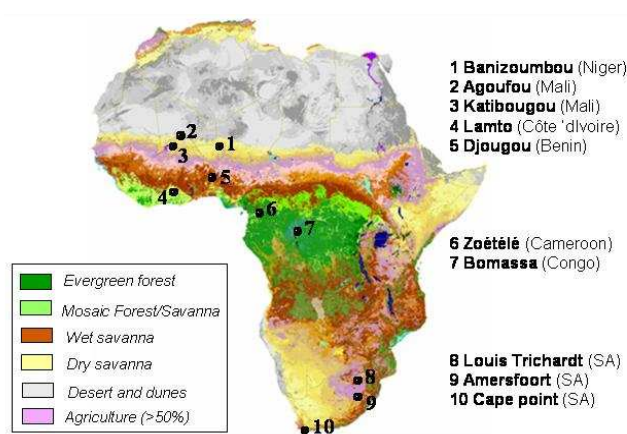 1 Banizoumbou (Niger)
2 Agoufou (Mali)
3 Katibougou (Mali)
4 Lamto (Côte 'dIvoire)
5 Djougou (Benin)
6 Zoétélé (Cameroon)
7 Bomassa (Congo)
8 Louis Trichardt (SA)
9 Amersfoort (SA)
10 Cape point (SA)
2
3
1
5
4
6
7
8
9
10
Evergreen forest
Mosaic Forest/Savanna
Wet savanna
Dry savanna
Desert and dunes
Agriculture (>50%)